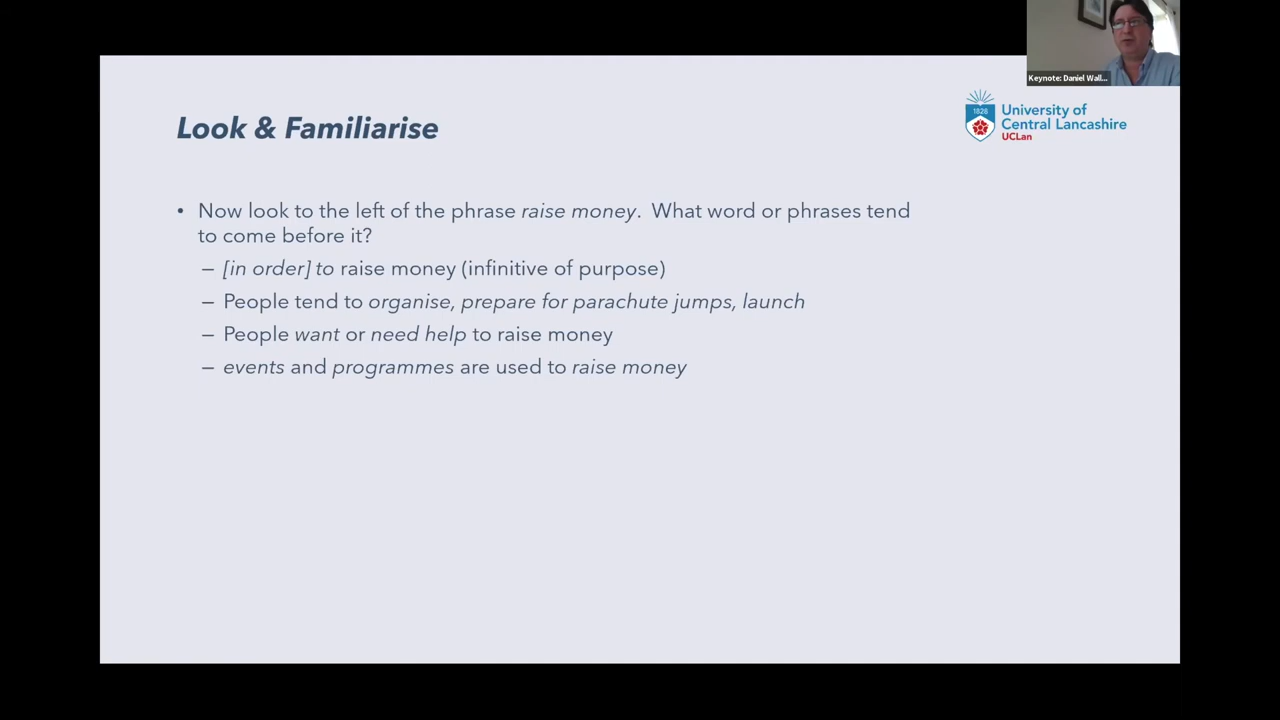 Keynote: Daniel Wall...
Look & Familiarise
1828
University of
Central Lancashire
UCLan
• Now look to the left of the phrase raise money. What word or phrases tend
to come before it?
– [in order] to raise money (infinitive of purpose)
– People tend to organise, prepare for parachute jumps, launch
– People want or need help to raise money
– events and programmes are used to raise money